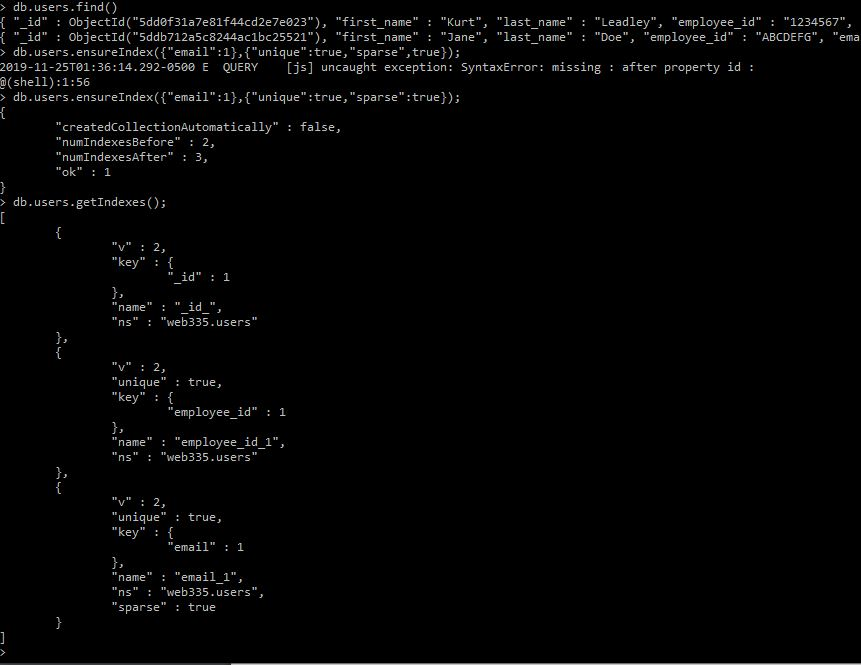 > db.users.find()
{ "_id" : ObjectId("5dd0f31a7e81f44cd2e7e023"), "first_name" : "Kurt", "last_name" : "Leadley", "employee_id" : "1234567",
{ "_id" : ObjectId("5ddb712a5c8244ac1bc25521"), "first_name" : "Jane", "last_name" : "Doe", "employee_id" : "ABCDEFG", "ema
> db.users.ensureIndex({"email":1},{"unique":true,"sparse",true});
2019-11-25T01:36:14.292-0500 E  QUERY    [js] uncaught exception: SyntaxError: missing : after property id :
@(shell):1:56
> db.users.ensureIndex({"email":1},{"unique":true,"sparse":true});
{
        "createdCollectionAutomatically" : false,
        "numIndexesBefore" : 2,
        "numIndexesAfter" : 3,
        "ok" : 1
}
> db.users.getIndexes();
[
        {
                "v" : 2,
                "key" : {
                        "_id" : 1
                },
                "name" : "_id_",
                "ns" : "web335.users"
        },
        {
                "v" : 2,
                "unique" : true,
                "key" : {
                        "employee_id" : 1
                },
                "name" : "employee_id_1",
                "ns" : "web335.users"
        },
        {
                "v" : 2,
                "unique" : true,
                "key" : {
                        "email" : 1
                },
                "name" : "email_1",
                "ns" : "web335.users",
                "sparse" : true
        }
]
>